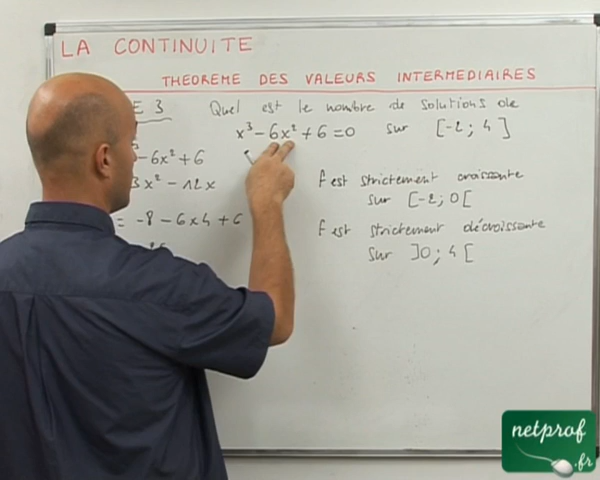 LA CONTINUITE
THEOREME DES VALEURS INTERMEDIAIRES
E 3 Quel est le nombre de solutions de
x³ − 6x² + 6 = 0 sur [−2 ; 4]
− 6x² + 6
3x² − 12x
f est strictement croissante
sur [−2 ; 0[
= −8 − 6×4 + 6
f est strictement décroissante
sur ]0 ; 4[
netprof
.fr